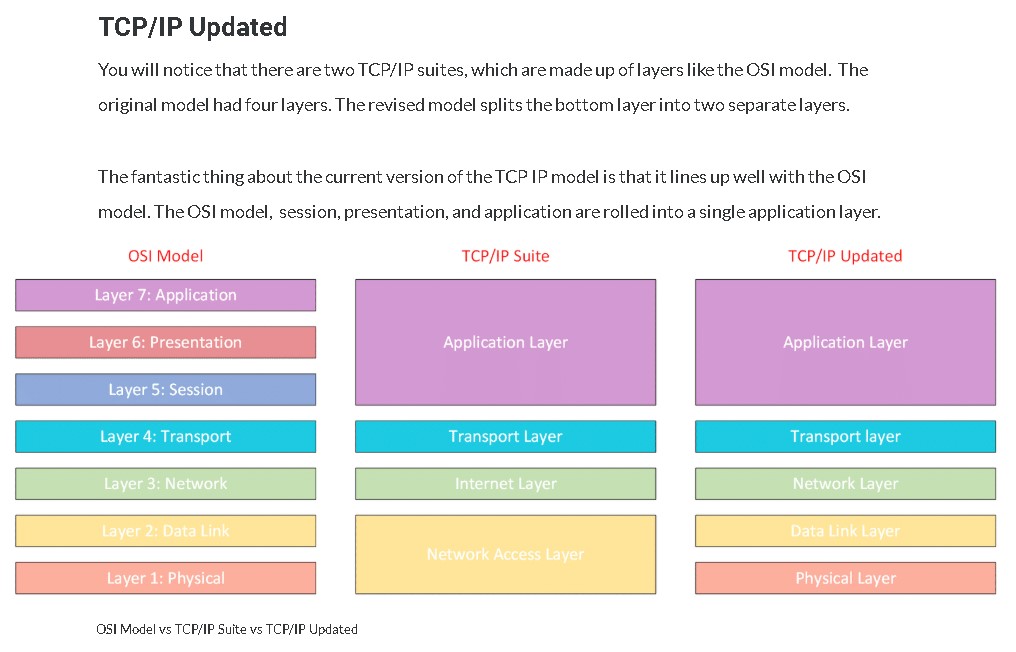 TCP/IP Updated
You will notice that there are two TCP/IP suites, which are made up of layers like the OSI model.  The
original model had four layers. The revised model splits the bottom layer into two separate layers.
The fantastic thing about the current version of the TCP IP model is that it lines up well with the OSI
model. The OSI model,  session, presentation, and application are rolled into a single application layer.
OSI Model
TCP/IP Suite
TCP/IP Updated
Layer 7: Application
Layer 6: Presentation
Layer 5: Session
Layer 4: Transport
Layer 3: Network
Layer 2: Data Link
Layer 1: Physical
Application Layer
Transport Layer
Internet Layer
Network Access Layer
Application Layer
Transport layer
Network Layer
Data Link Layer
Physical Layer
OSI Model vs TCP/IP Suite vs TCP/IP Updated